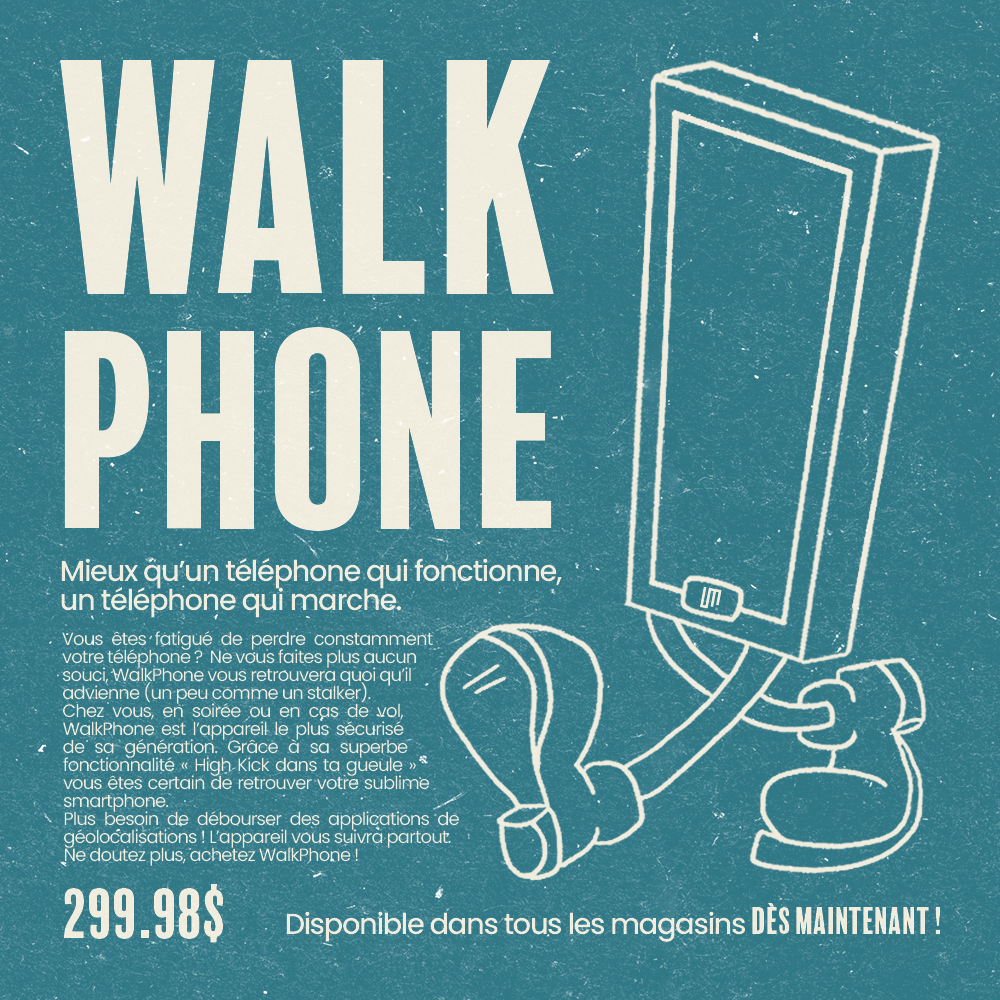 WALK
PHONE
Mieux qu'un téléphone qui fonctionne,
un téléphone qui marche.
Vous êtes fatigué de perdre constamment
votre téléphone ? Ne vous faites plus aucun
souci, WalkPhone vous retrouvera quoi qu'il
advienne (un peu comme un stalker).
Chez vous, en soirée ou en cas de vol,
WalkPhone est l'appareil le plus sécurisé
de sa génération. Grâce à sa superbe
fonctionnalité « High Kick dans ta gueule »
vous êtes certain de retrouver votre sublime
smartphone.
Plus besoin de débourser des applications de
géolocalisations ! L'appareil vous suivra partout.
Ne doutez plus, achetez WalkPhone !
299.98$
Disponible dans tous les magasins DÈS MAINTENANT !